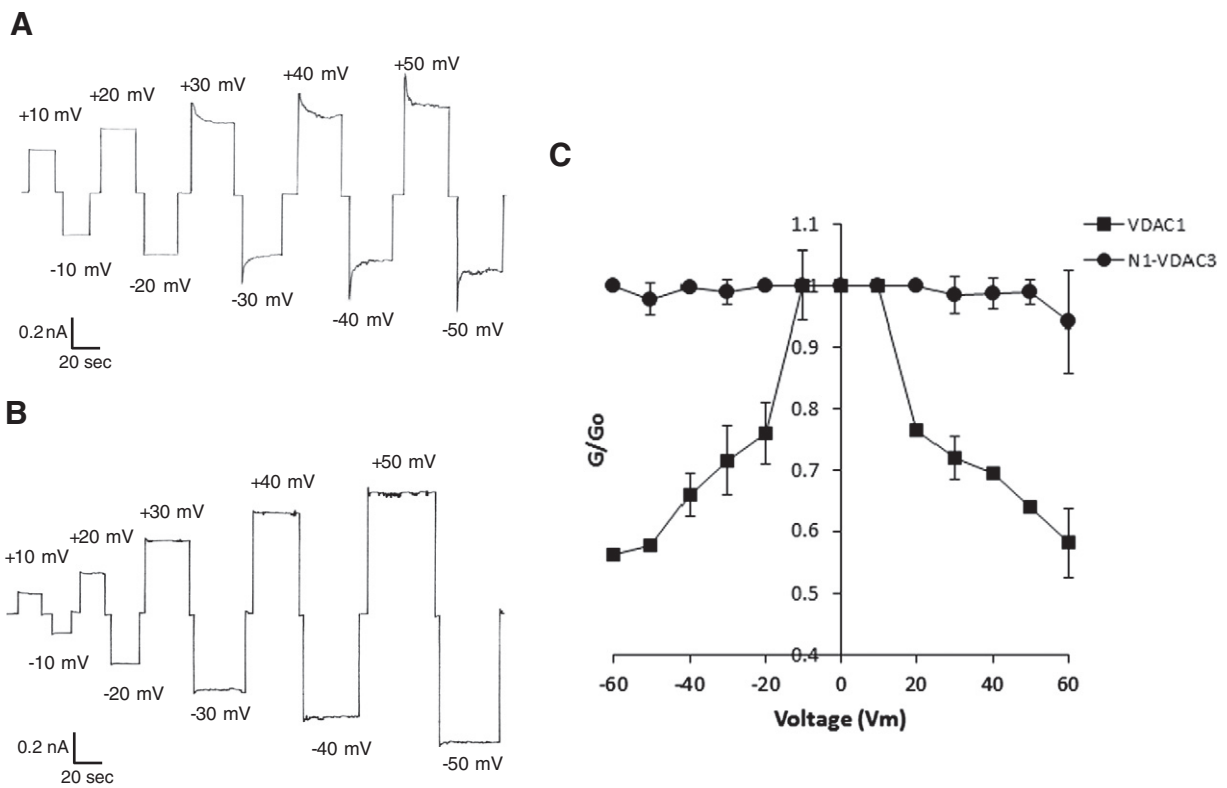 A
+10 mV
+20 mV
+30 mV
+40 mV
+50 mV
-10 mV
-20 mV
-30 mV
-40 mV
-50 mV
0.2nA
20 sec
B
+10 mV
+20 mV
+30 mV
+40 mV
+50 mV
-10 mV
-20 mV
-30 mV
-40 mV
-50 mV
0.2 nA
20 sec
C
VDAC1
N1-VDAC3
1.1
1
0.9
0.8
0.7
0.6
0.5
0.4
G/Go
-60 -40 -20 0 20 40 60
Voltage (Vm)